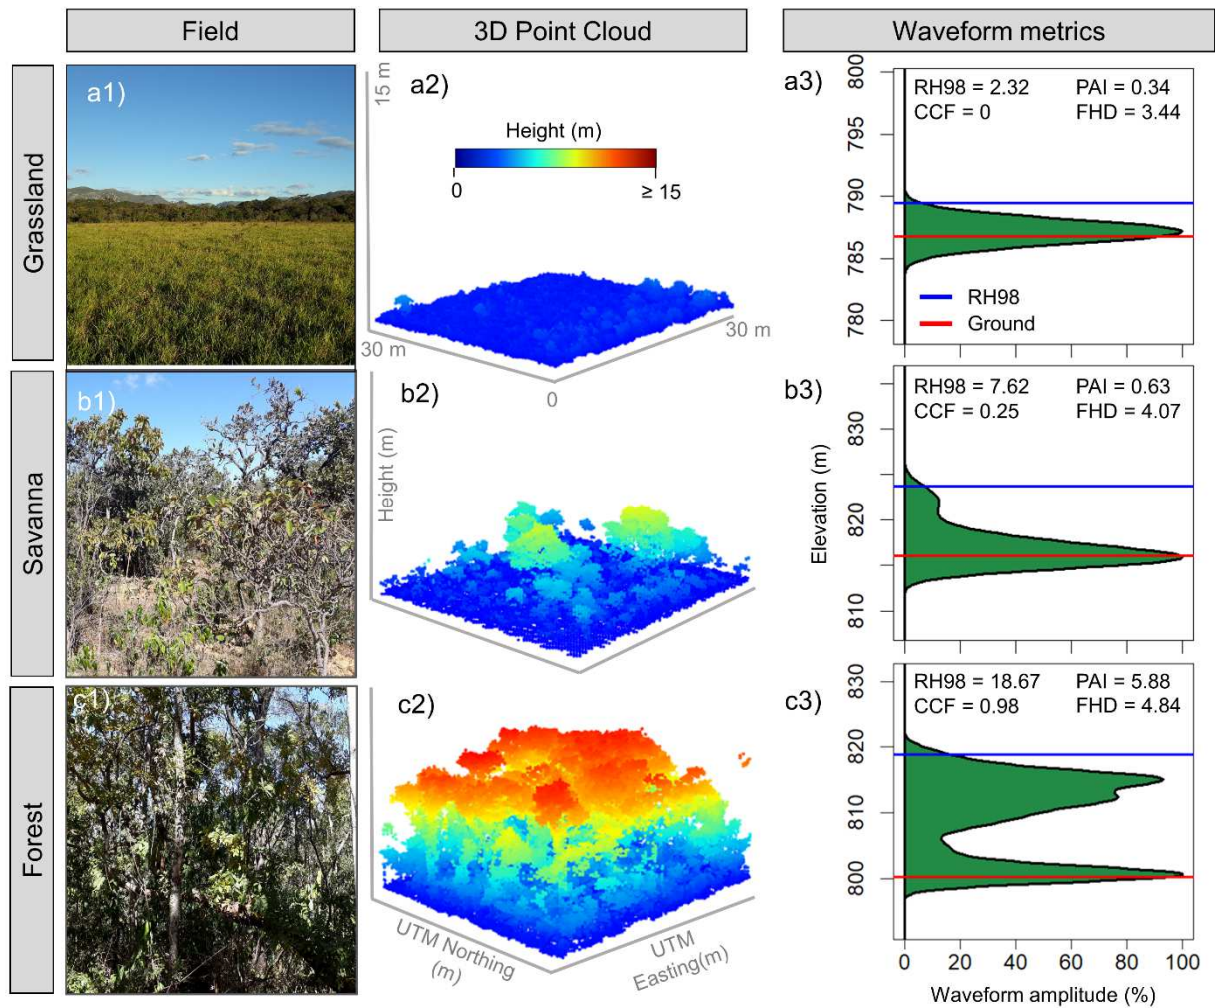 Field
3D Point Cloud
Waveform metrics
Grassland
a1)
a2)
15 m
Height (m)
0
≥ 15
30 m
0
30 m
a3)
RH98 = 2.32 PAI = 0.34
CCF = 0 FHD = 3.44
800
795
790
785
780
RH98
Ground
Savanna
b1)
b2)
Height (m)
b3)
RH98 = 7.62 PAI = 0.63
CCF = 0.25 FHD = 4.07
830
820
810
Elevation (m)
Forest
c1)
c2)
UTM Northing
(m)
UTM
Easting(m)
c3)
RH98 = 18.67 PAI = 5.88
CCF = 0.98 FHD = 4.84
830
820
810
800
0 20 40 60 80 100
Waveform amplitude (%)